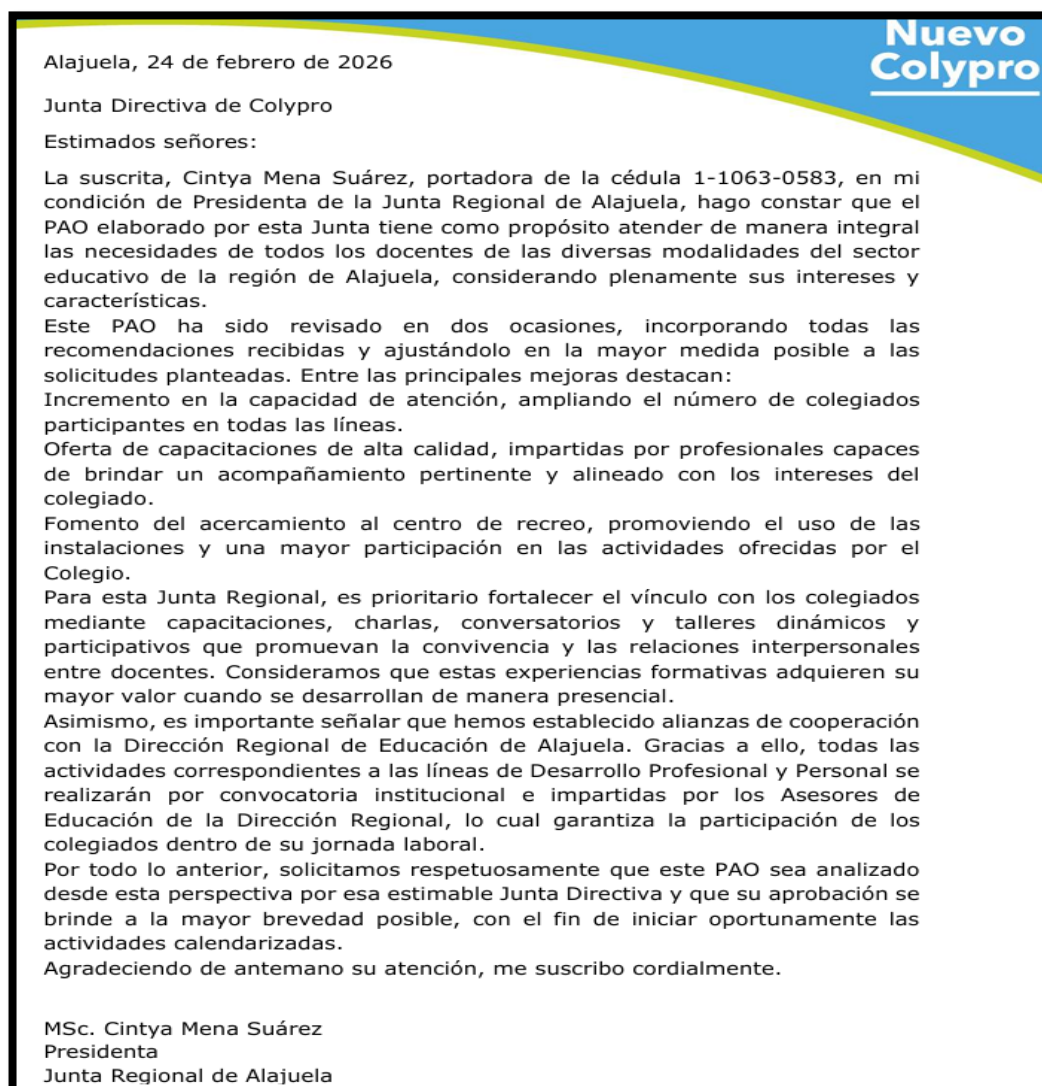 Nuevo
Colypro
Alajuela, 24 de febrero de 2026
Junta Directiva de Colypro
Estimados señores:
La suscrita, Cintya Mena Suárez, portadora de la cédula 1-1063-0583, en mi
condición de Presidenta de la Junta Regional de Alajuela, hago constar que el
PAO elaborado por esta Junta tiene como propósito atender de manera integral
las necesidades de todos los docentes de las diversas modalidades del sector
educativo de la región de Alajuela, considerando plenamente sus intereses y
características.
Este PAO ha sido revisado en dos ocasiones, incorporando todas las
recomendaciones recibidas y ajustándolo en la mayor medida posible a las
solicitudes planteadas. Entre las principales mejoras destacan:
Incremento en la capacidad de atención, ampliando el número de colegiados
participantes en todas las líneas.
Oferta de capacitaciones de alta calidad, impartidas por profesionales capaces
de brindar un acompañamiento pertinente y alineado con los intereses del
colegiado.
Fomento del acercamiento al centro de recreo, promoviendo el uso de las
instalaciones y una mayor participación en las actividades ofrecidas por el
Colegio.
Para esta Junta Regional, es prioritario fortalecer el vínculo con los colegiados
mediante capacitaciones, charlas, conversatorios y talleres dinámicos y
participativos que promuevan la convivencia y las relaciones interpersonales
entre docentes. Consideramos que estas experiencias formativas adquieren su
mayor valor cuando se desarrollan de manera presencial.
Asimismo, es importante señalar que hemos establecido alianzas de cooperación
con la Dirección Regional de Educación de Alajuela. Gracias a ello, todas las
actividades correspondientes a las líneas de Desarrollo Profesional y Personal se
realizarán por convocatoria institucional e impartidas por los Asesores de
Educación de la Dirección Regional, lo cual garantiza la participación de los
colegiados dentro de su jornada laboral.
Por todo lo anterior, solicitamos respetuosamente que este PAO sea analizado
desde esta perspectiva por esa estimable Junta Directiva y que su aprobación se
brinde a la mayor brevedad posible, con el fin de iniciar oportunamente las
actividades calendarizadas.
Agradeciendo de antemano su atención, me suscribo cordialmente.
MSc. Cintya Mena Suárez
Presidenta
Junta Regional de Alajuela